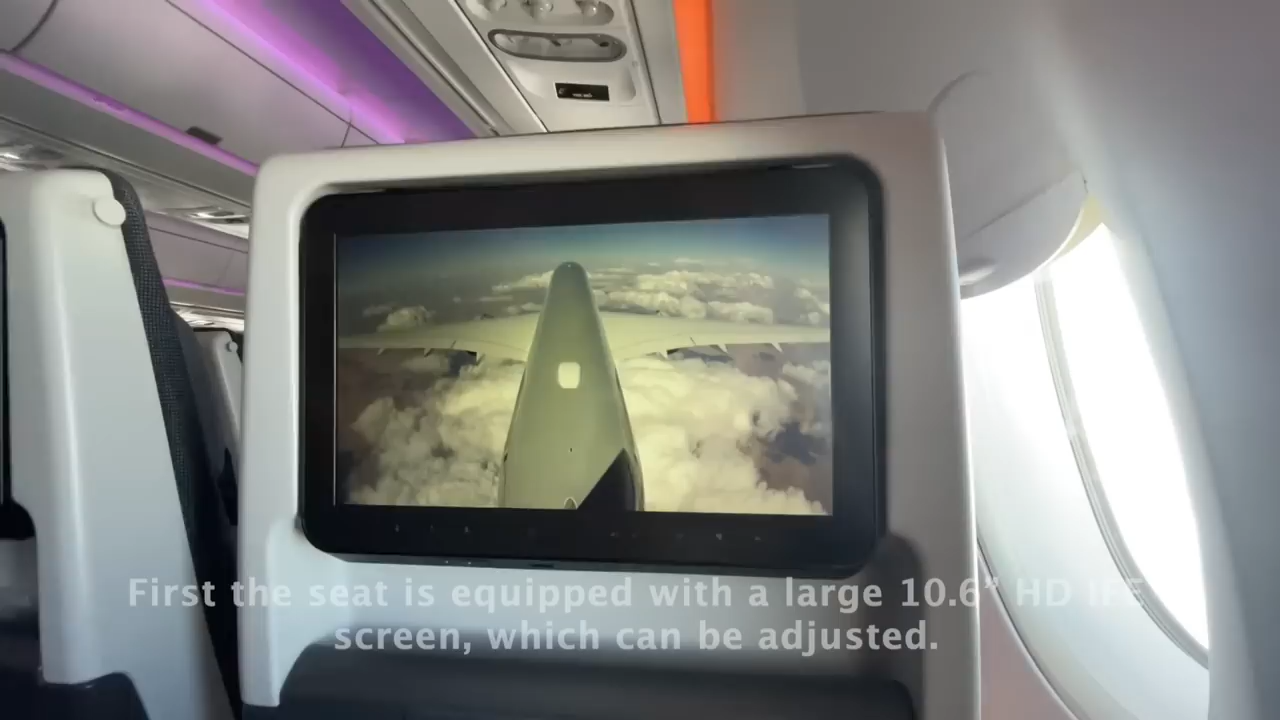 First the seat is equipped with a large 10.6” HD IFE
screen, which can be adjusted.